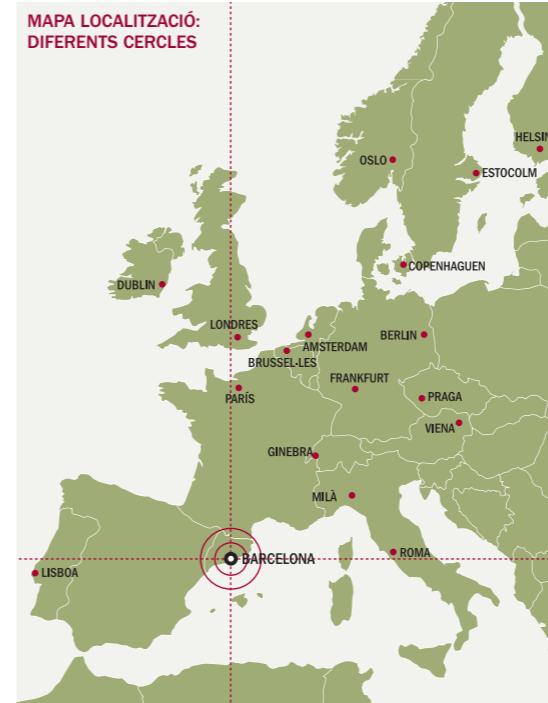 MAPA LOCALITZACIÓ:
DIFERENTS CERCLES
HELSIN
OSLO
ESTOCOLM
COPENHAGUEN
DUBLIN
LONDRES
AMSTERDAM
BERLIN
BRUSSEL·LES
FRANKFURT
PARÍS
PRAGA
VIENA
GINEBRA
MILÀ
ROMA
BARCELONA
LISBOA